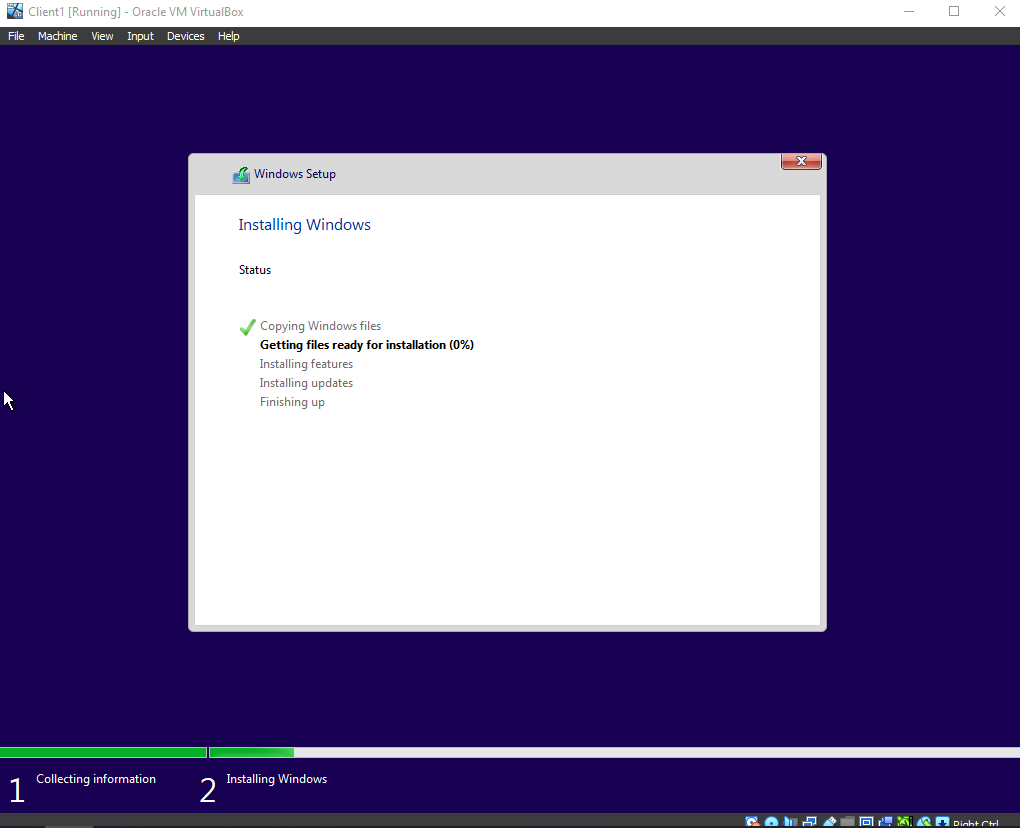 Client1 [Running] - Oracle VM VirtualBox
File Machine View Input Devices Help
Windows Setup
Installing Windows
Status
Copying Windows files
Getting files ready for installation (0%)
Installing features
Installing updates
Finishing up
1 Collecting information 2 Installing Windows
Right Ctrl